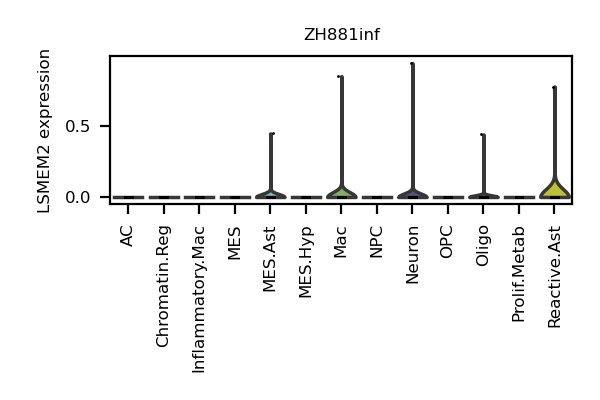 ZH881inf
LSMEM2 expression
0.5
0.0
AC
Chromatin.Reg
Inflammatory.Mac
MES
MES.Ast
MES.Hyp
Mac
NPC
Neuron
OPC
Oligo
Prolif.Metab
Reactive.Ast